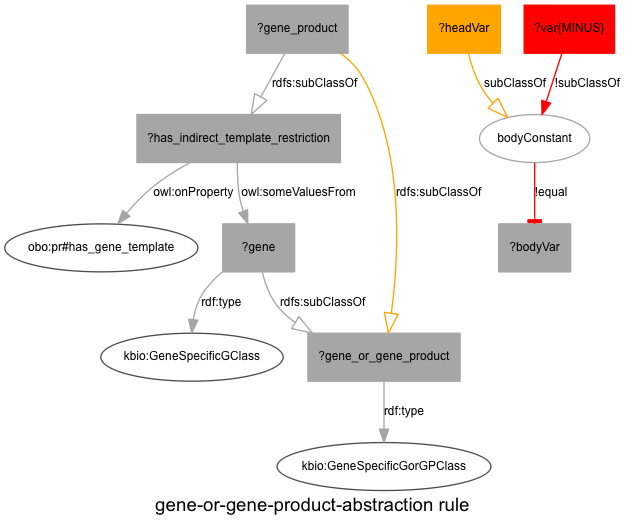 ?gene_product
?headVar
?var(MINUS)
rdfs:subClassOf
subClassOf
!subClassOf
?has_indirect_template_restriction
bodyConstant
owl:onProperty
owl:someValuesFrom
rdfs:subClassOf
!equal
obo:pr#has_gene_template
?gene
?bodyVar
rdf:type
rdfs:subClassOf
kbio:GeneSpecificGClass
?gene_or_gene_product
rdf:type
kbio:GeneSpecificGorGPClass
gene-or-gene-product-abstraction rule